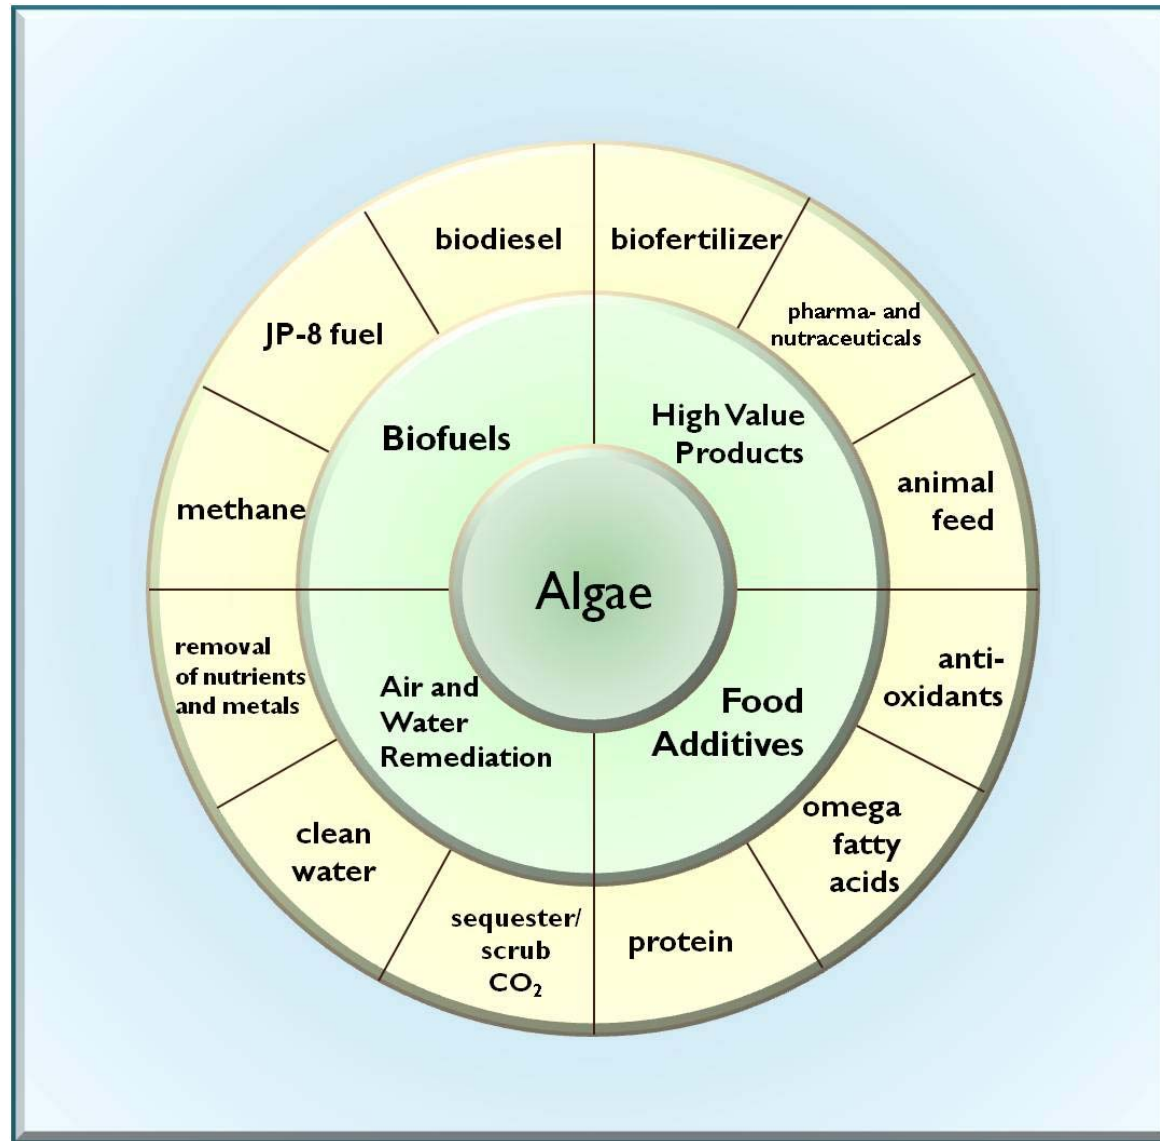 biodiesel
biofertilizer
JP-8 fuel
pharma- and
nutraceuticals
Biofuels
High Value
Products
methane
animal
feed
Algae
removal
of nutrients
and metals
Air and
Water
Remediation
Food
Additives
anti-
oxidants
clean
water
omega
fatty
acids
sequester/
scrub
CO₂
protein